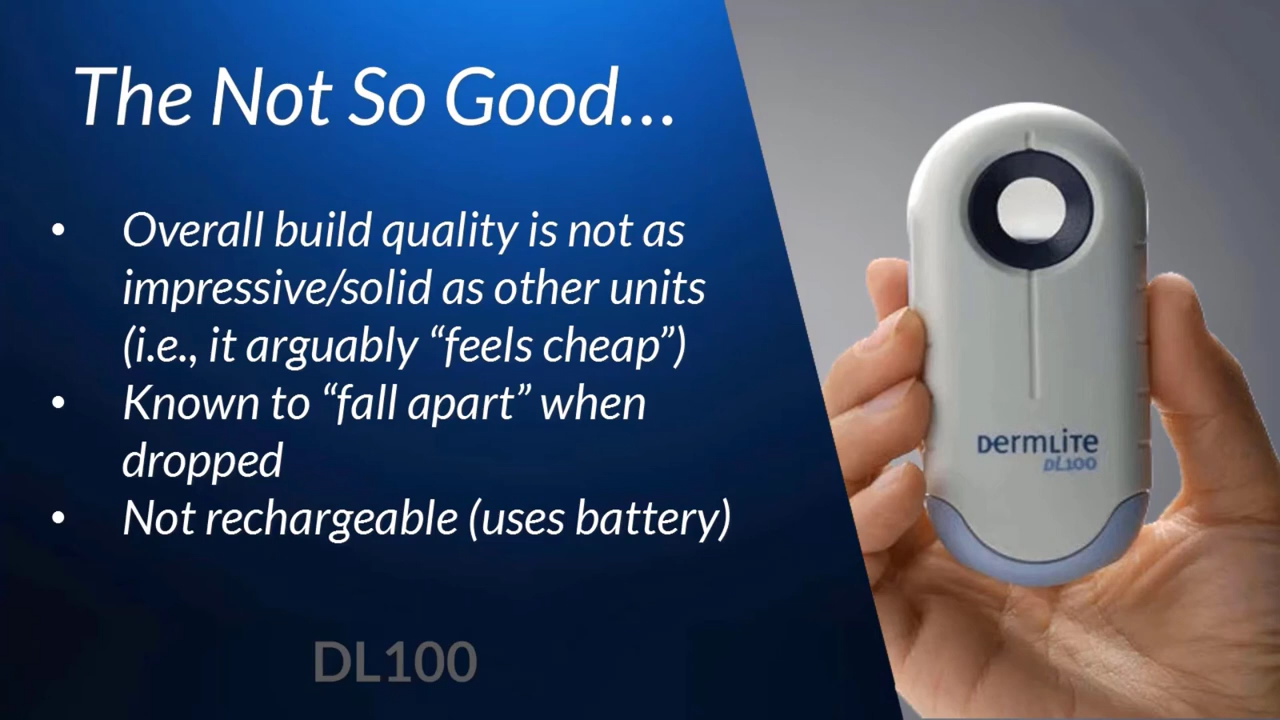 The Not So Good...
• Overall build quality is not as
impressive/solid as other units
(i.e., it arguably “feels cheap”)
• Known to “fall apart” when
dropped
• Not rechargeable (uses battery)
DL100
DermLite
DL100